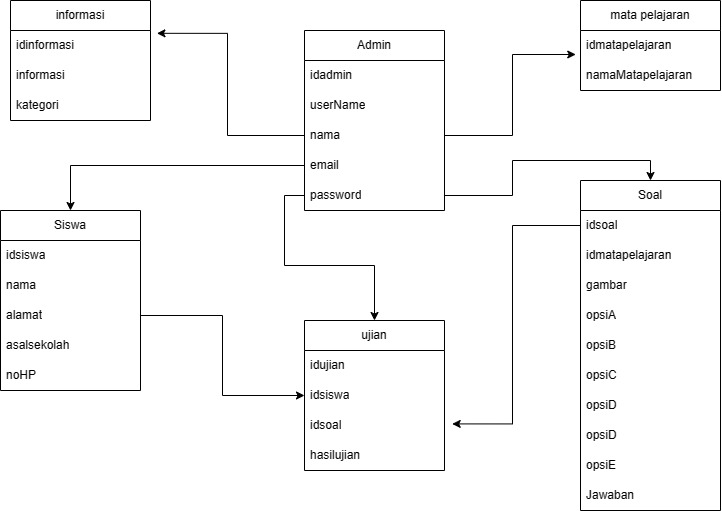 informasi
idinformasi
informasi
kategori
Admin
idadmin
userName
nama
email
password
mata pelajaran
idmatapelajaran
namaMatapelajaran
Siswa
idsiswa
nama
alamat
asalsekolah
noHP
ujian
idujian
idsiswa
idsoal
hasilujian
Soal
idsoal
idmatapelajaran
gambar
opsiA
opsiB
opsiC
opsiD
opsiD
opsiE
Jawaban